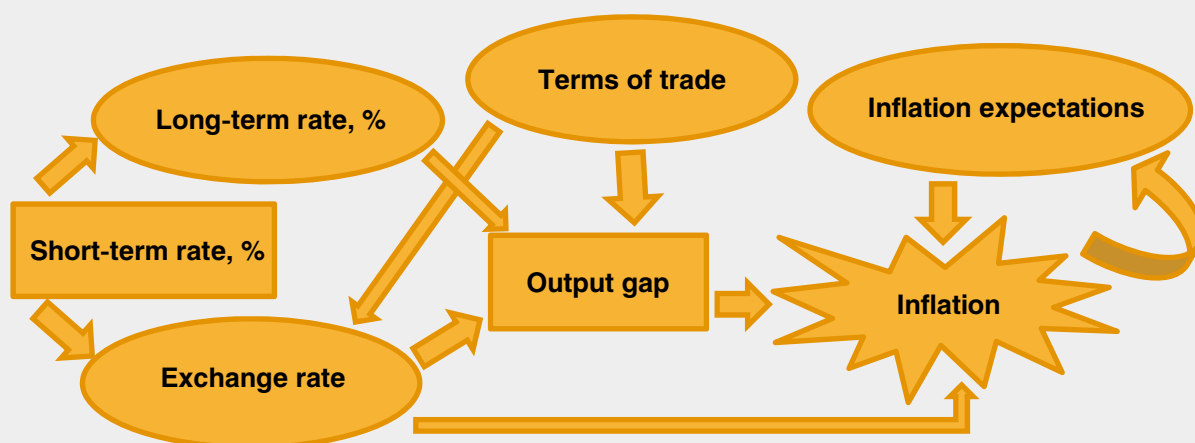 Terms of trade
Long-term rate, %
Inflation expectations
Short-term rate, %
Output gap
Inflation
Exchange rate